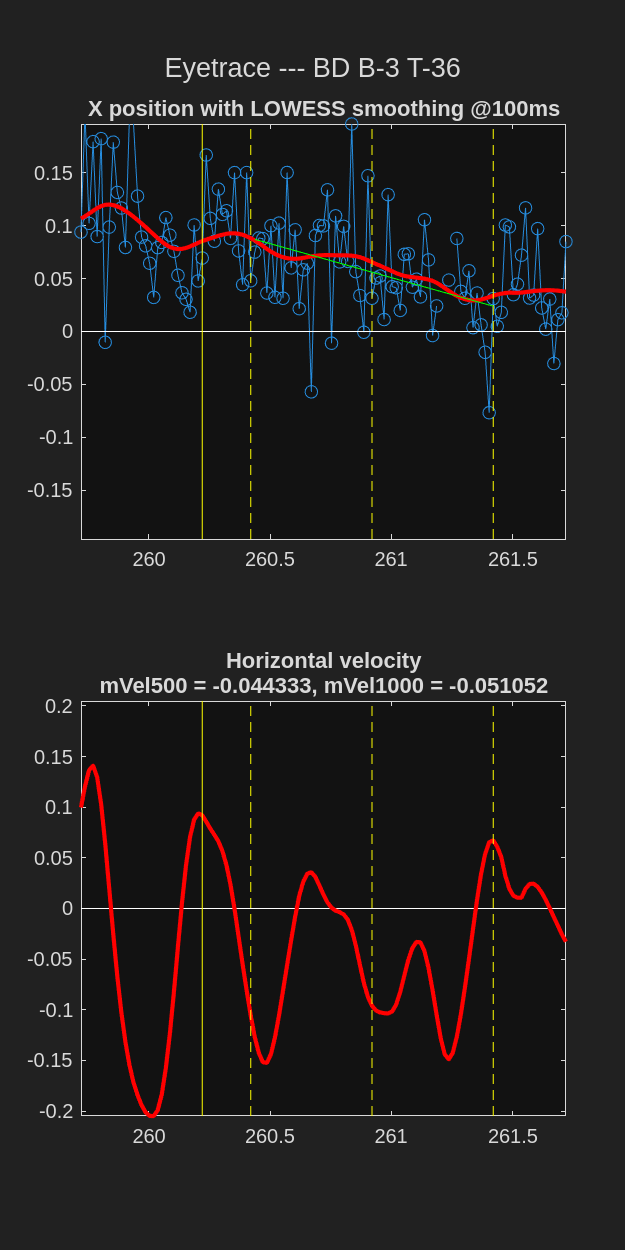 Eyetrace --- BD B-3 T-36
X position with LOWESS smoothing @100ms
0.15
0.1
0.05
0
-0.05
-0.1
-0.15
260 260.5 261 261.5
Horizontal velocity
mVel500 = -0.044333, mVel1000 = -0.051052
0.2
0.15
0.1
0.05
0
-0.05
-0.1
-0.15
-0.2
260 260.5 261 261.5